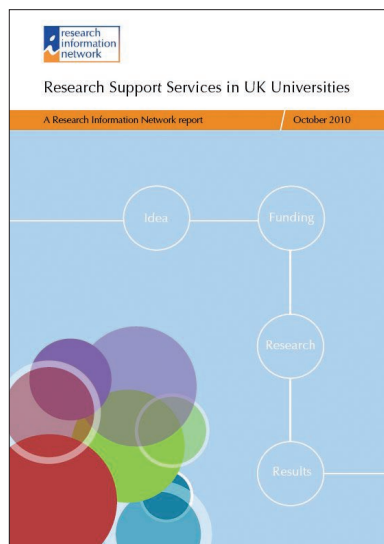 research
information
network
Research Support Services in UK Universities
A Research Information Network report
October 2010
Idea
Funding
Research
Results